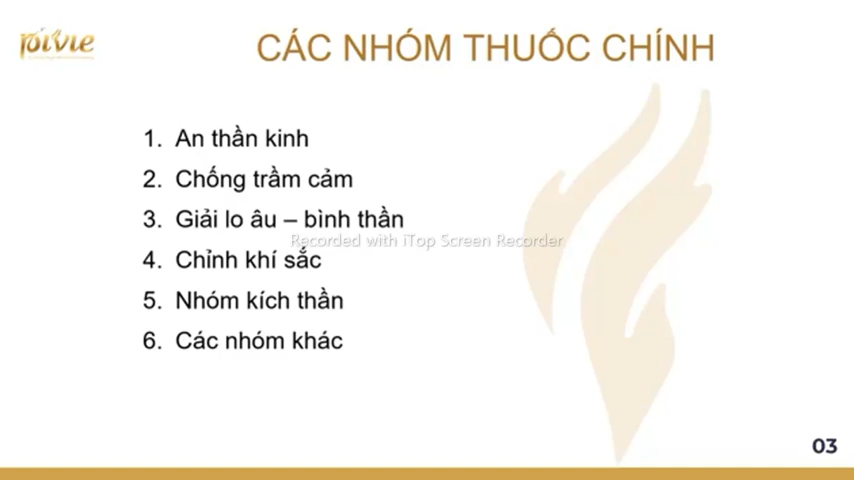 pivie
CÁC NHÓM THUỐC CHÍNH
1. An thần kinh
2. Chống trầm cảm
3. Giải lo âu – bình thần
Recorded with iTop Screen Recorder
4. Chỉnh khí sắc
5. Nhóm kích thần
6. Các nhóm khác
03